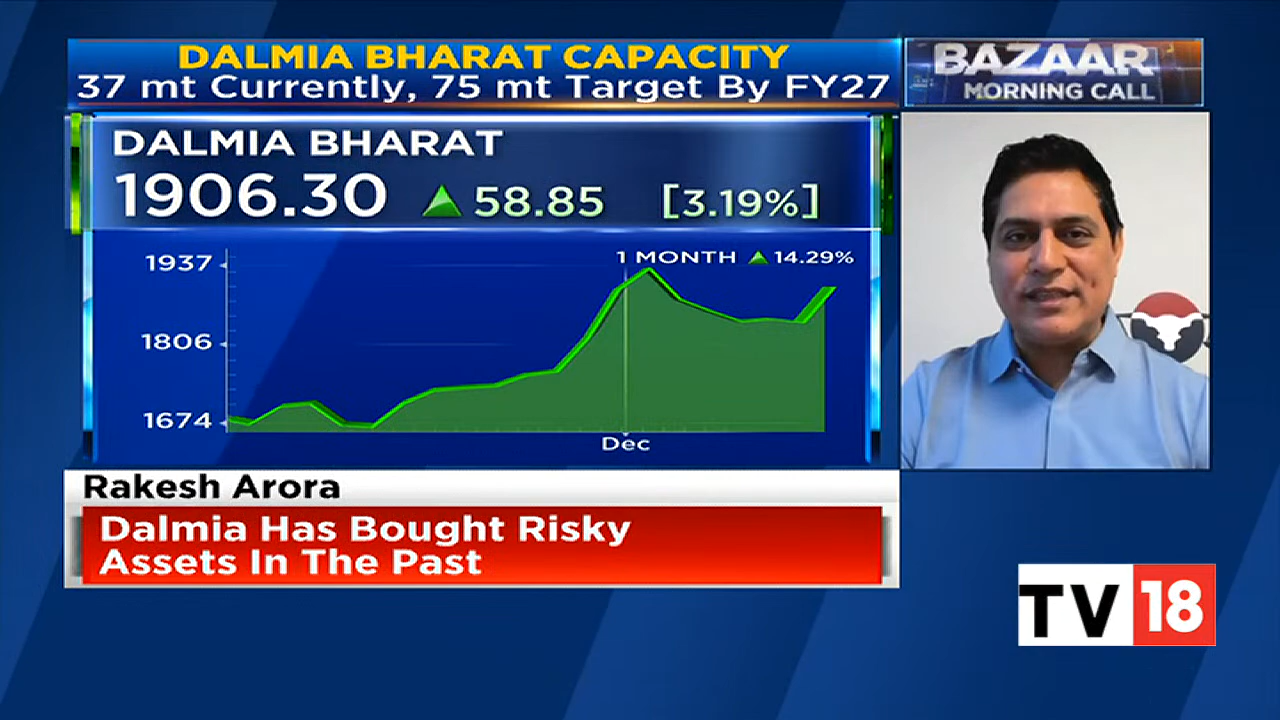 DALMIA BHARAT CAPACITY
37 mt Currently, 75 mt Target By FY27
BAZAAR
MORNING CALL
DALMIA BHARAT
1906.30 ▲ 58.85 [3.19%]
1 MONTH ▲ 14.29%
1937
1806
1674
Dec
Rakesh Arora
Dalmia Has Bought Risky
Assets In The Past
TV18